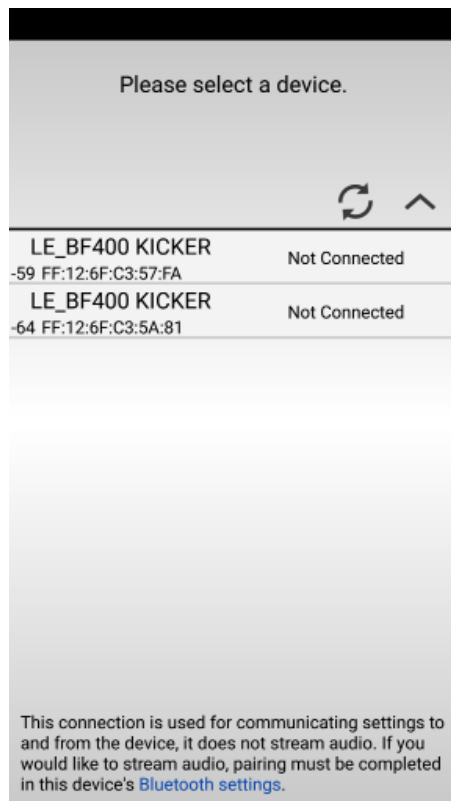 Please select a device.
LE_BF400 KICKER
Not Connected
-59 FF:12:6F:C3:57:FA
LE_BF400 KICKER
Not Connected
-64 FF:12:6F:C3:5A:81
This connection is used for communicating settings to
and from the device, it does not stream audio. If you
would like to stream audio, pairing must be completed
in this device's Bluetooth settings.